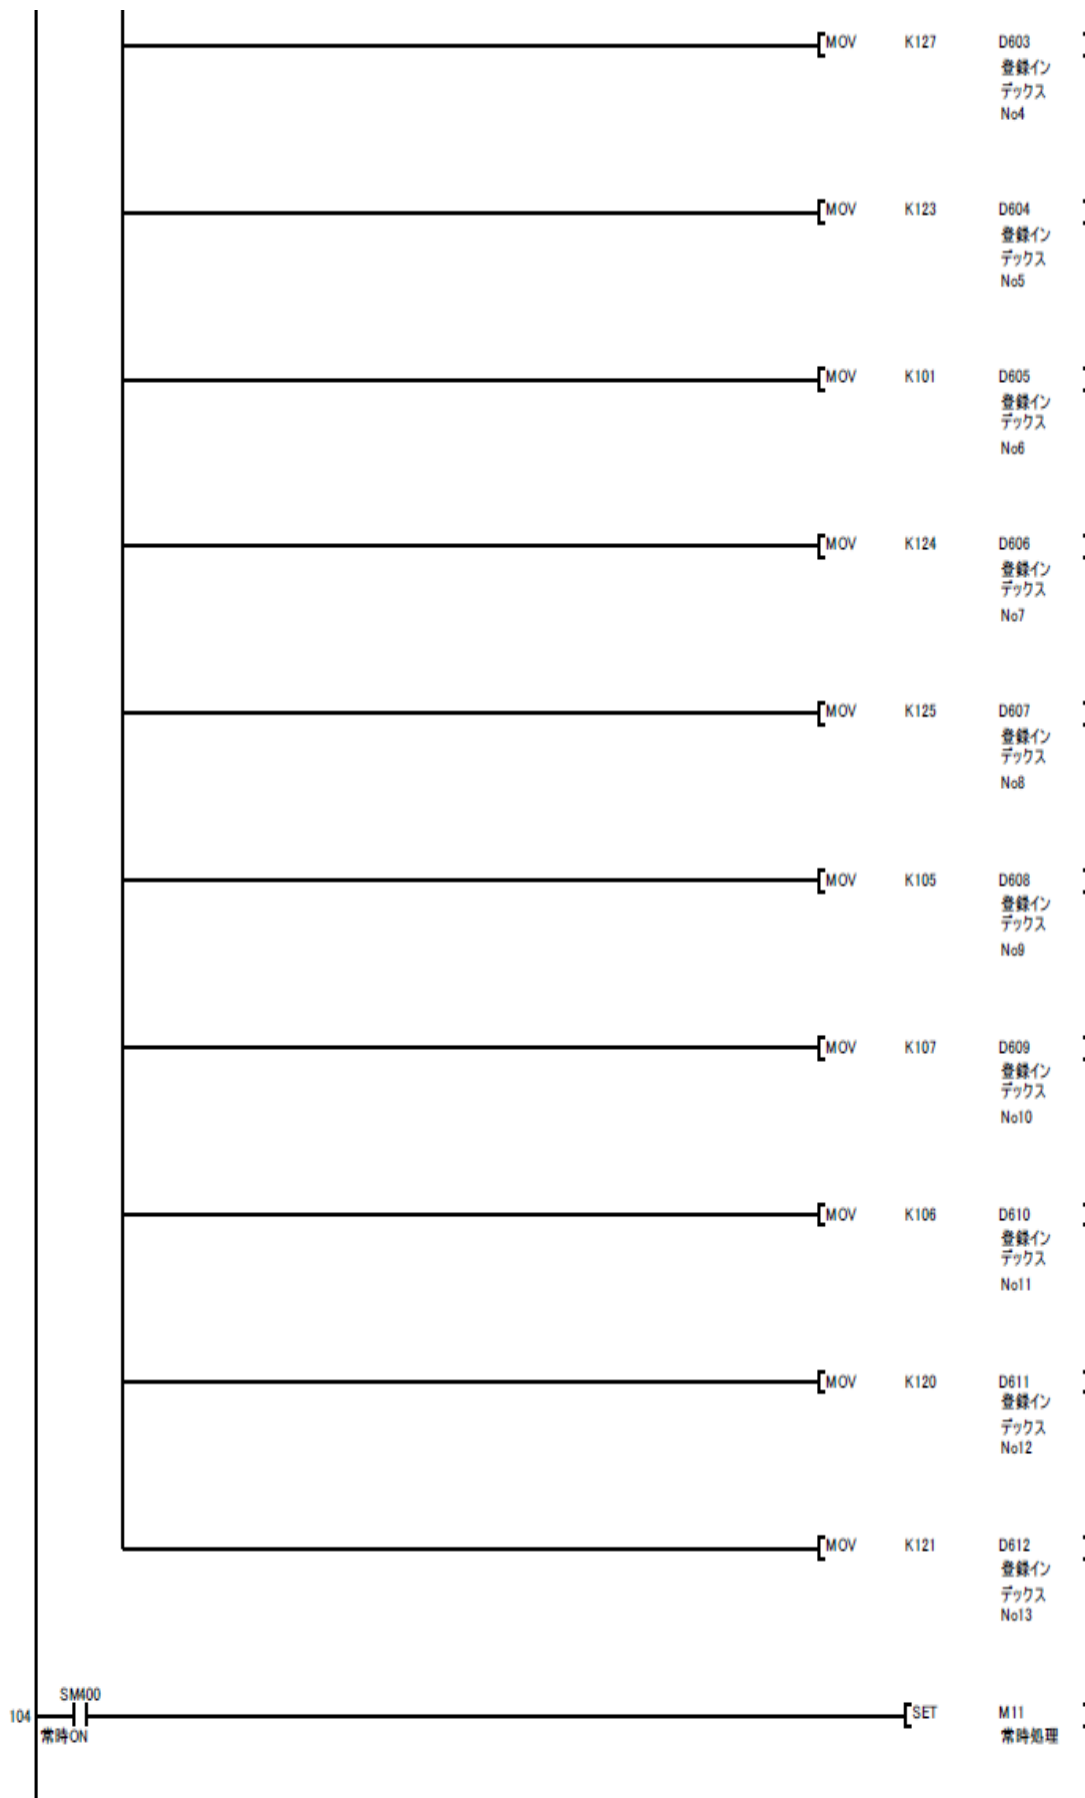 MOV K127 D603
登録イン
デックス
No4
MOV K123 D604
登録イン
デックス
No5
MOV K101 D605
登録イン
デックス
No6
MOV K124 D606
登録イン
デックス
No7
MOV K125 D607
登録イン
デックス
No8
MOV K105 D608
登録イン
デックス
No9
MOV K107 D609
登録イン
デックス
No10
MOV K106 D610
登録イン
デックス
No11
MOV K120 D611
登録イン
デックス
No12
MOV K121 D612
登録イン
デックス
No13
SM400
104 SET M11
常時ON 常時処理